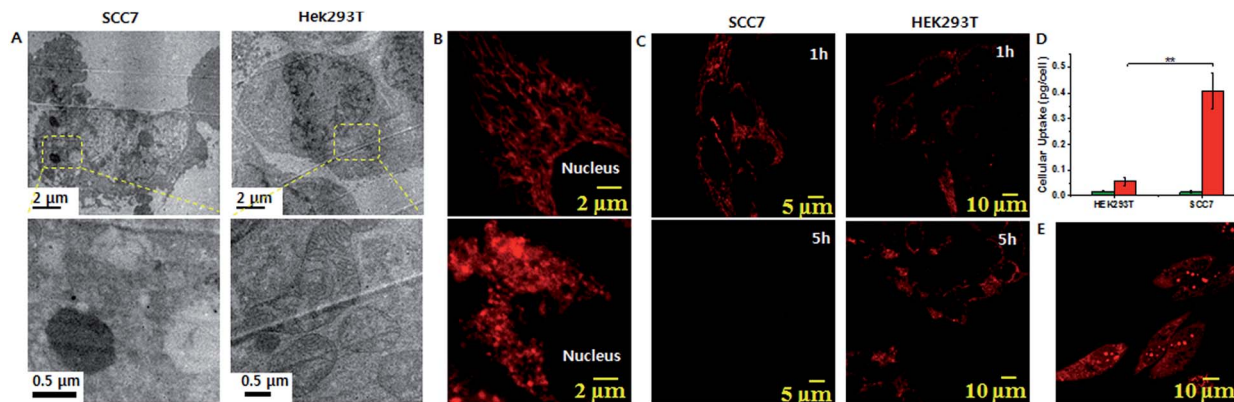 SCC7
Hek293T
A
2 μm
2 μm
0.5 μm
0.5 μm
B
Nucleus
2 μm
Nucleus
2 μm
SCC7
HEK293T
C
1h
5 μm
1h
10 μm
5h
5 μm
5h
10 μm
D
**
Cellular Uptake (pg/cell)
0.5
0.4
0.3
0.2
0.1
0.0
HEK293T
SCC7
E
10 μm